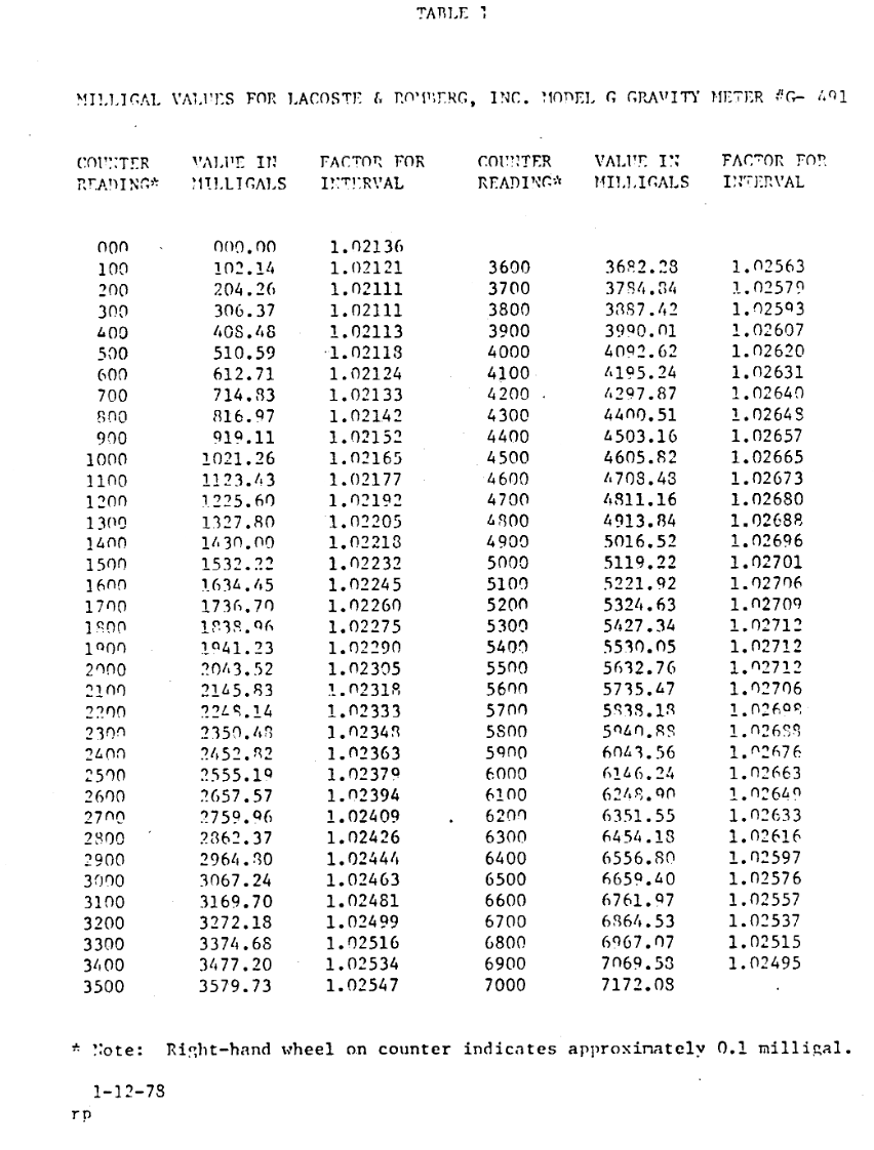 TABLE 1
MILLIGAL VALUES FOR LACOSTE & ROMBERG, INC. MODEL G GRAVITY METER #G- 491
COUNTER VALUE IN FACTOR FOR COUNTER VALUE IN FACTOR FOR
READING* MILLIGALS INTERVAL READING* MILLIGALS INTERVAL
000 000.00 1.02136
100 102.14 1.02121 3600 3682.28 1.02563
200 204.26 1.02111 3700 3784.84 1.02579
300 306.37 1.02111 3800 3887.42 1.02593
400 408.48 1.02113 3900 3990.01 1.02607
500 510.59 1.02118 4000 4092.62 1.02620
600 612.71 1.02124 4100 4195.24 1.02631
700 714.83 1.02133 4200 4297.87 1.02640
800 816.97 1.02142 4300 4400.51 1.02648
900 919.11 1.02152 4400 4503.16 1.02657
1000 1021.26 1.02165 4500 4605.82 1.02665
1100 1123.43 1.02177 4600 4708.48 1.02673
1200 1225.60 1.02192 4700 4811.16 1.02680
1300 1327.80 1.02205 4800 4913.84 1.02688
1400 1430.00 1.02218 4900 5016.52 1.02696
1500 1532.22 1.02232 5000 5119.22 1.02701
1600 1634.45 1.02245 5100 5221.92 1.02706
1700 1736.70 1.02260 5200 5324.63 1.02709
1800 1838.96 1.02275 5300 5427.34 1.02712
1900 1941.23 1.02290 5400 5530.05 1.02712
2000 2043.52 1.02305 5500 5632.76 1.02712
2100 2145.83 1.02318 5600 5735.47 1.02706
2200 2248.14 1.02333 5700 5838.18 1.02698
2300 2350.48 1.02348 5800 5940.88 1.02688
2400 2452.82 1.02363 5900 6043.56 1.02676
2500 2555.19 1.02379 6000 6146.24 1.02663
2600 2657.57 1.02394 6100 6248.90 1.02649
2700 2759.96 1.02409 6200 6351.55 1.02633
2800 2862.37 1.02426 6300 6454.18 1.02616
2900 2964.80 1.02444 6400 6556.80 1.02597
3000 3067.24 1.02463 6500 6659.40 1.02576
3100 3169.70 1.02481 6600 6761.97 1.02557
3200 3272.18 1.02499 6700 6864.53 1.02537
3300 3374.68 1.02516 6800 6967.07 1.02515
3400 3477.20 1.02534 6900 7069.58 1.02495
3500 3579.73 1.02547 7000 7172.08
* Note: Right-hand wheel on counter indicates approximately 0.1 milligal.
1-12-78
rp